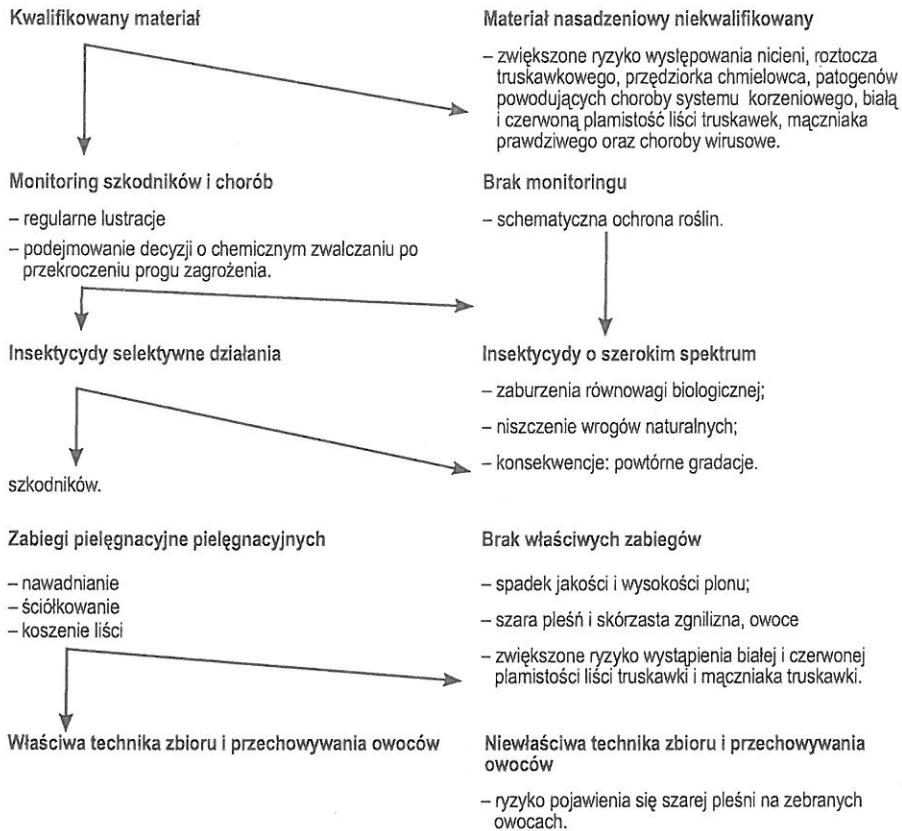 Kwalifikowany materiał
Materiał nasadzeniowy niekwalifikowany
– zwiększone ryzyko występowania nicieni, roztocza
truskawkowego, przędziorka chmielowca, patogenów
powodujących choroby systemu korzeniowego, białą
i czerwoną plamistość liści truskawek, mączniaka
prawdziwego oraz choroby wirusowe.
Monitoring szkodników i chorób
– regularne lustracje
– podejmowanie decyzji o chemicznym zwalczaniu po
przekroczeniu progu zagrożenia.
Brak monitoringu
– schematyczna ochrona roślin.
Insektycydy selektywne działania
szkodników.
Insektycydy o szerokim spektrum
– zaburzenia równowagi biologicznej;
– niszczenie wrogów naturalnych;
– konsekwencje: powtórne gradacje.
Zabiegi pielęgnacyjne pielęgnacyjnych
– nawadnianie
– ściółkowanie
– koszenie liści
Brak właściwych zabiegów
– spadek jakości i wysokości plonu;
– szara pleśń i skórzasta zgnilizna, owoce
– zwiększone ryzyko wystąpienia białej i czerwonej
plamistości liści truskawki i mączniaka truskawki.
Właściwa technika zbioru i przechowywania owoców
Niewłaściwa technika zbioru i przechowywania
owoców
– ryzyko pojawienia się szarej pleśni na zebranych
owocach.